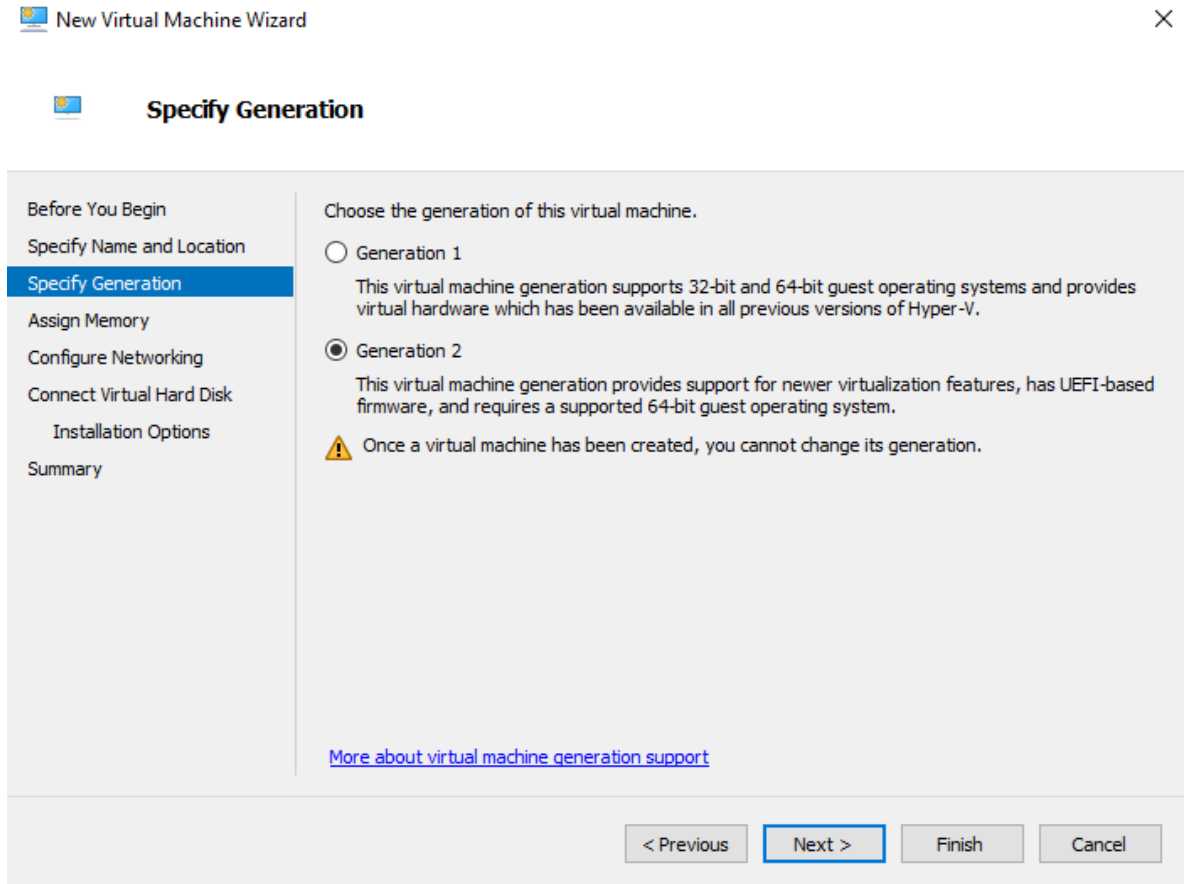 New Virtual Machine Wizard
Specify Generation
Before You Begin
Specify Name and Location
Specify Generation
Assign Memory
Configure Networking
Connect Virtual Hard Disk
Installation Options
Summary
Choose the generation of this virtual machine.
Generation 1
This virtual machine generation supports 32-bit and 64-bit guest operating systems and provides
virtual hardware which has been available in all previous versions of Hyper-V.
Generation 2
This virtual machine generation provides support for newer virtualization features, has UEFI-based
firmware, and requires a supported 64-bit guest operating system.
Once a virtual machine has been created, you cannot change its generation.
More about virtual machine generation support
< Previous
Next >
Finish
Cancel